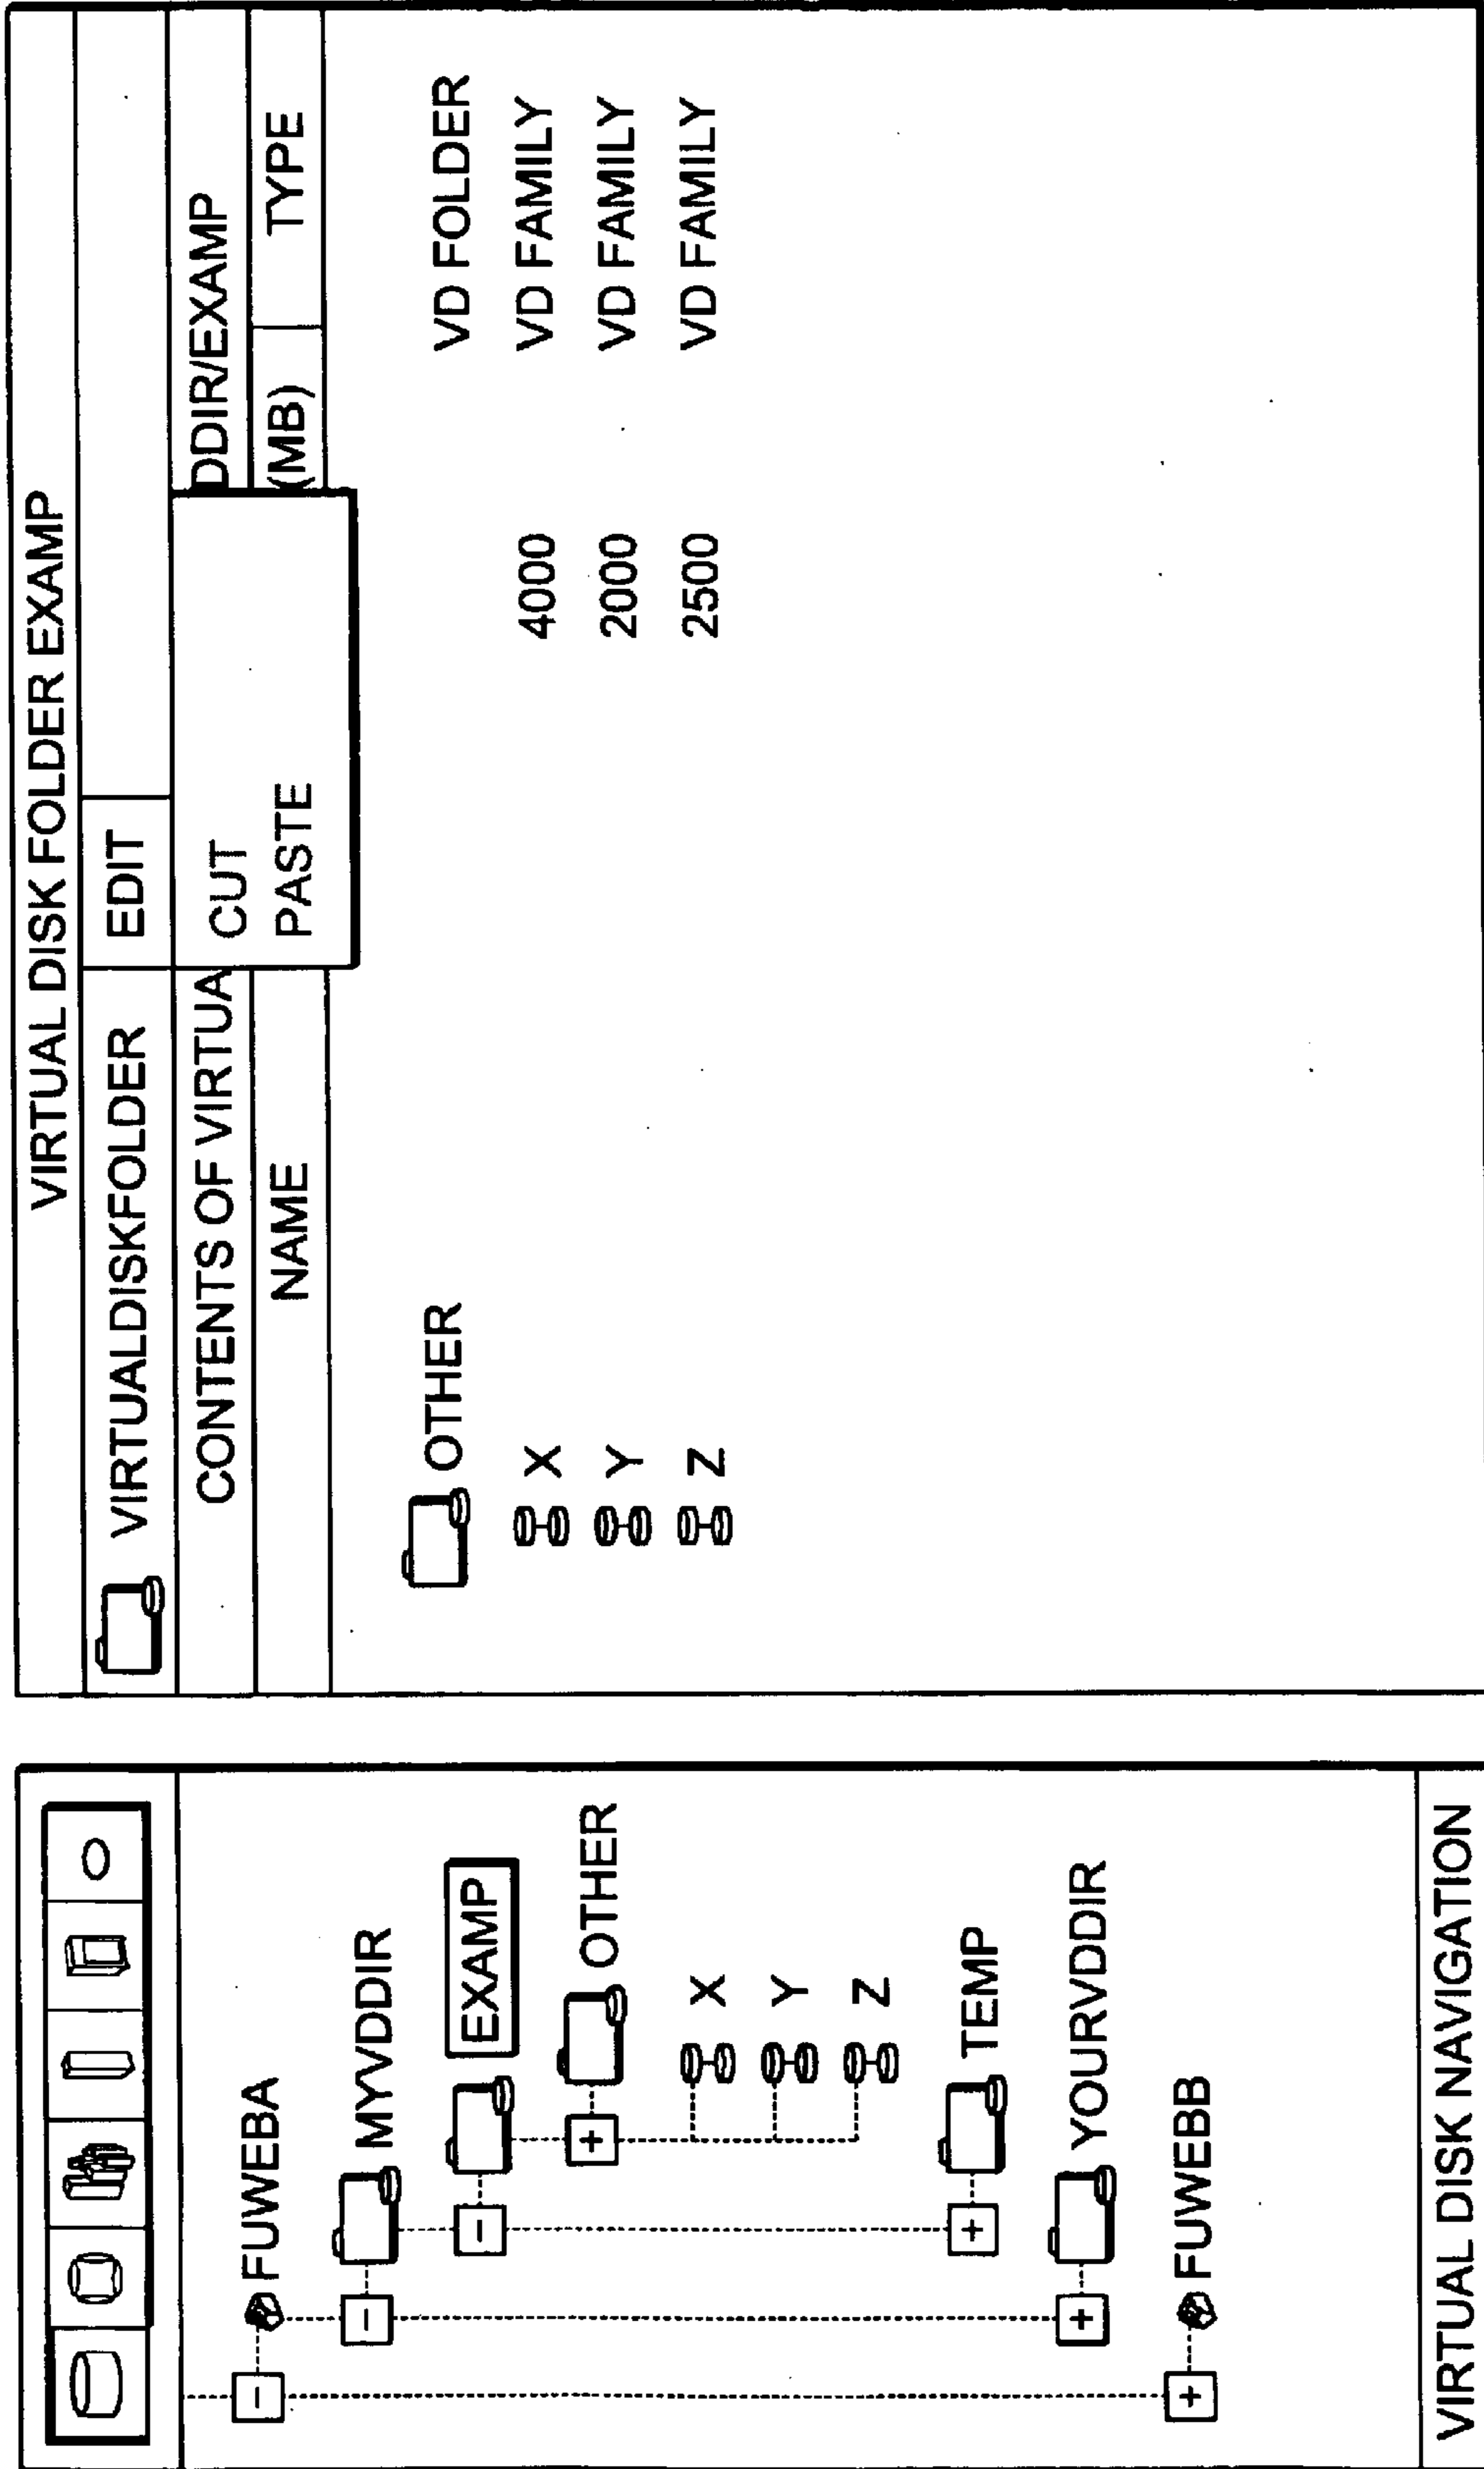 VIRTUAL DISK FOLDER EXAMP
VIRTUALDISKFOLDER EDIT
CONTENTS OF VIRTUA CUT DDIR/EXAMP
NAME PASTE (MB) TYPE
OTHER VD FOLDER
X 4000 VD FAMILY
Y 2000 VD FAMILY
Z 2500 VD FAMILY
FUWEBA
MYVDDIR
EXAMP
OTHER
X
Y
Z
TEMP
YOURVDDIR
FUWEBB
VIRTUAL DISK NAVIGATION